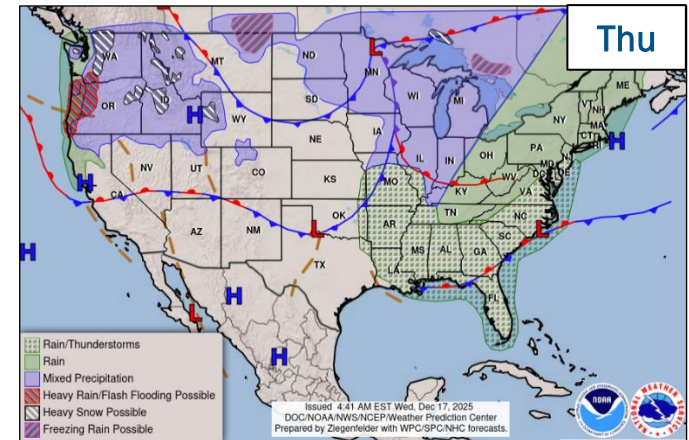 Thu
WA
MT
ND
MN
ME
OR
ID
SD
WI
MI
VT
NH
NY
MA
CT
RI
H
WY
IA
NE
IL
IN
OH
PA
NJ
MD
DE
DC
NV
UT
CO
KS
MO
KY
WV
VA
CA
OK
TN
NC
AZ
NM
AR
SC
L
TX
MS
AL
GA
LA
FL
H
H
H
H
H
L
L
L
Rain/Thunderstorms
Rain
Mixed Precipitation
Heavy Rain/Flash Flooding Possible
Heavy Snow Possible
Freezing Rain Possible
Issued 4:41 AM EST Wed, Dec 17, 2025
DOC/NOAA/NWS/NCEP/Weather Prediction Center
Prepared by Ziegenfelder with WPC/SPC/NHC forecasts.
NOAA
NATIONAL WEATHER SERVICE